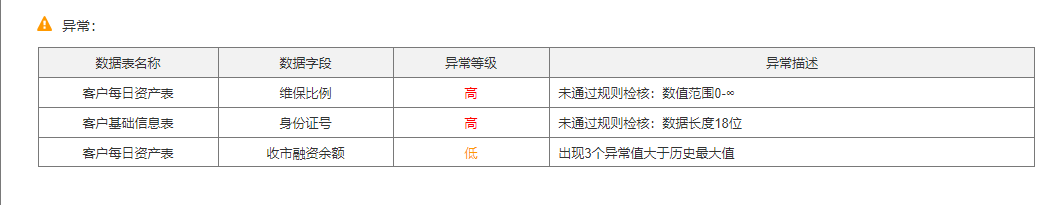 异常：
数据表名称 数据字段 异常等级 异常描述
客户每日资产表 维保比例 高 未通过规则检核：数值范围0-∞
客户基础信息表 身份证号 高 未通过规则检核：数据长度18位
客户每日资产表 收市融资余额 低 出现3个异常值大于历史最大值